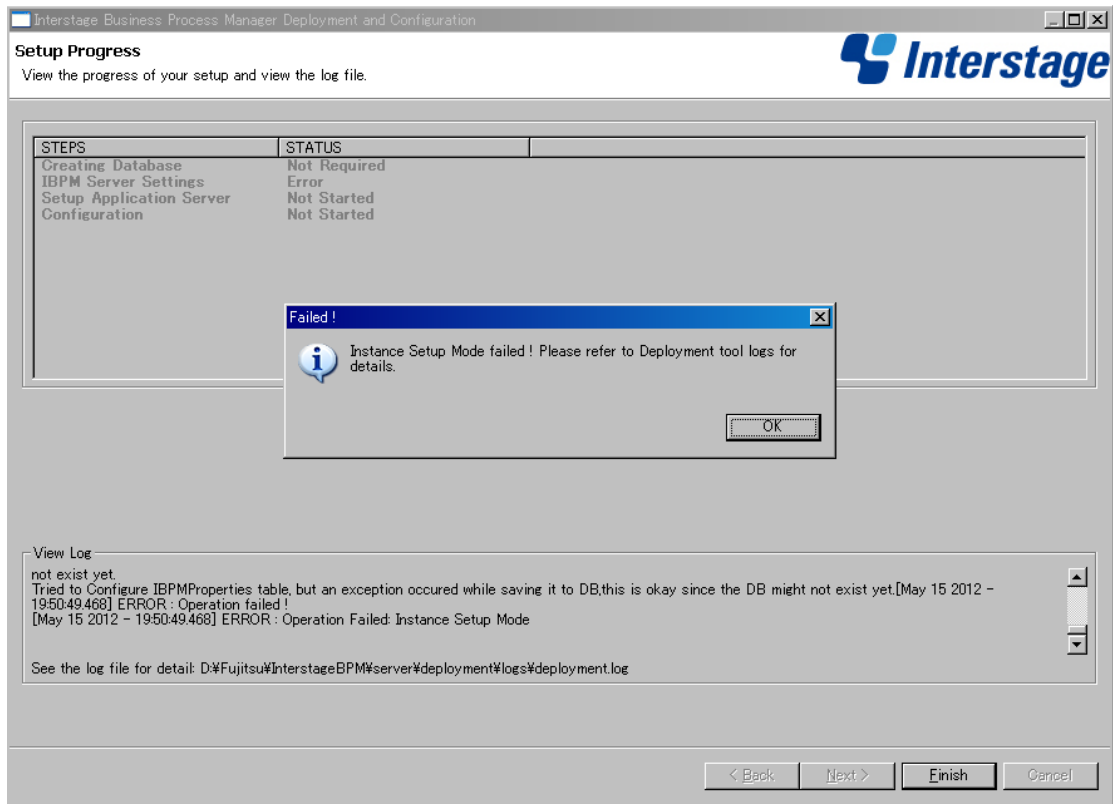 Interstage Business Process Manager Deployment and Configuration
Setup Progress
View the progress of your setup and view the log file.
Interstage
STEPS STATUS
Creating Database Not Required
IBPM Server Settings Error
Setup Application Server Not Started
Configuration Not Started
Failed !
Instance Setup Mode failed ! Please refer to Deployment tool logs for
details.
OK
View Log
not exist yet.
Tried to Configure IBPMProperties table, but an exception occured while saving it to DB,this is okay since the DB might not exist yet.[May 15 2012 -
19:50:49.468] ERROR : Operation failed !
[May 15 2012 - 19:50:49.468] ERROR : Operation Failed: Instance Setup Mode
See the log file for detail: D:¥Fujitsu¥InterstageBPM¥server¥deployment¥logs¥deployment.log
< Back Next > Finish Cancel